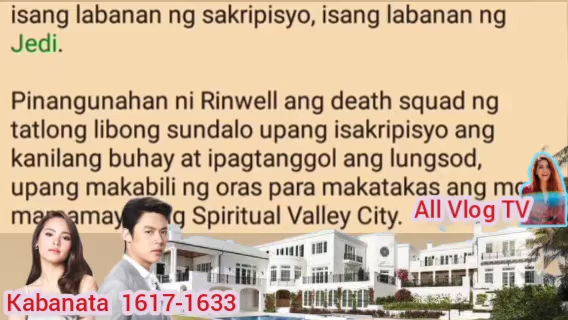 isang labanan ng sakripisyo, isang labanan ng
Jedi.
Pinangunahan ni Rinwell ang death squad ng
tatlong libong sundalo upang isakripisyo ang
kanilang buhay at ipagtanggol ang lungsod,
upang makabili ng oras para makatakas ang
Spiritual Valley City.
All Vlog TV
Kabanata 1617-1633